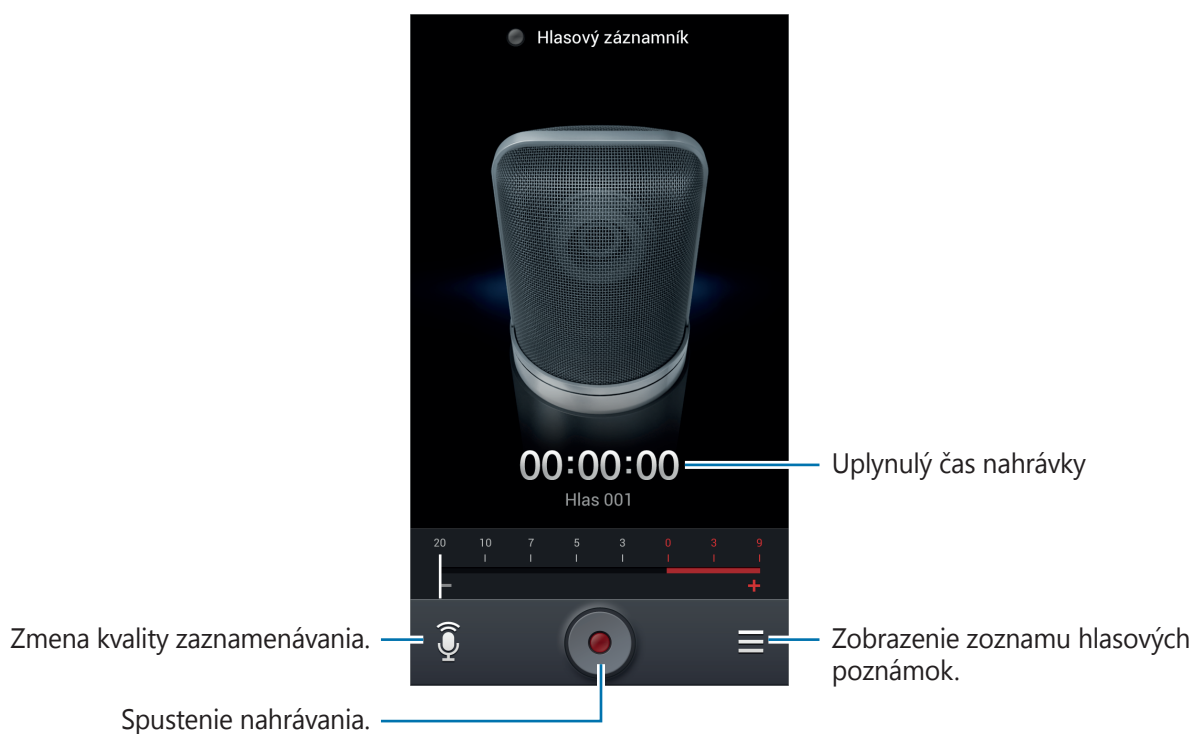 Hlasový záznamník
00:00:00
Uplynulý čas nahrávky
Hlas 001
20 10 7 5 3 0 3 9
− +
Zmena kvality zaznamenávania.
Zobrazenie zoznamu hlasových
poznámok.
Spustenie nahrávania.